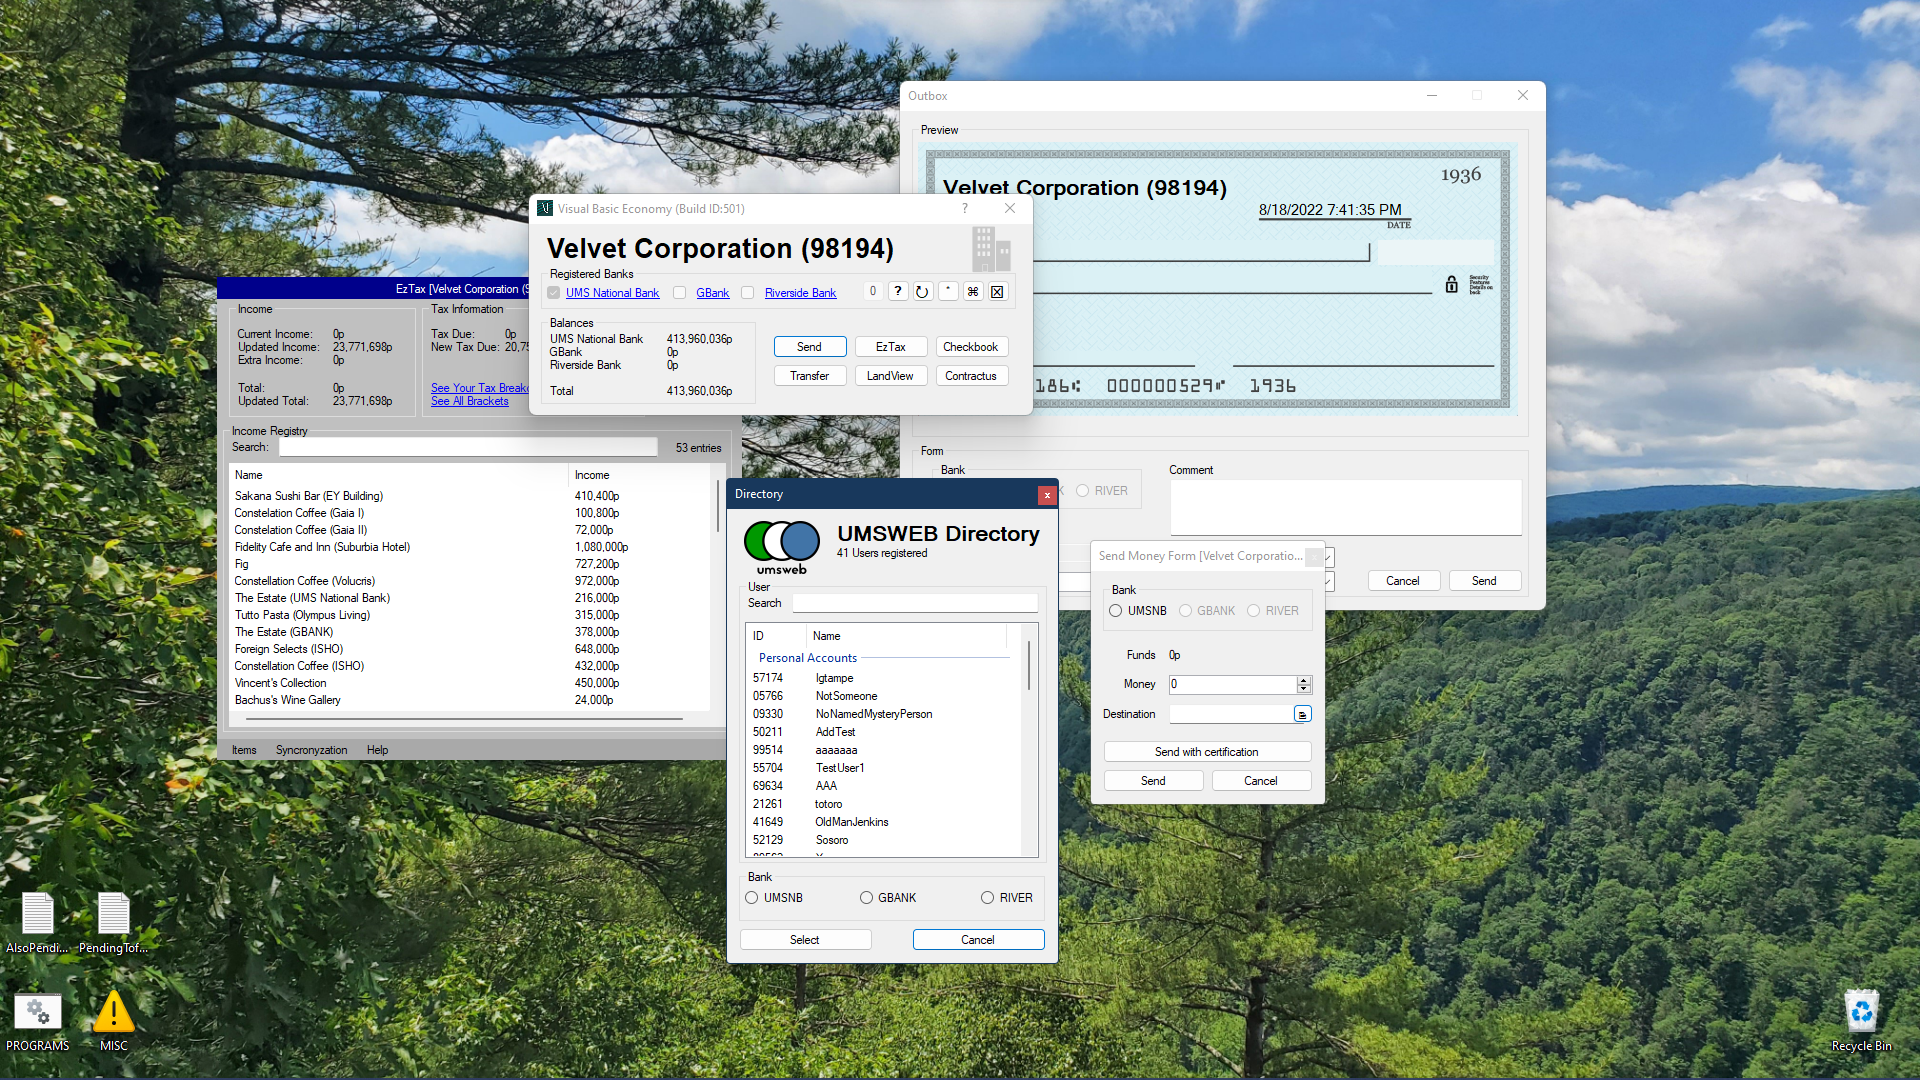 Outbox
Preview
Velvet Corporation (98194)
1936
8/18/2022 7:41:35 PM
DATE
Security
Features
Details on
back
186⑆ 000000529⑈ 1936
Form
Bank
RIVER
Comment
Cancel
Send
Visual Basic Economy (Build ID:501)
?
Velvet Corporation (98194)
Registered Banks
UMS National Bank
GBank
Riverside Bank
0
?
*
⌘
Balances
UMS National Bank 413,960,036p
GBank 0p
Riverside Bank 0p
Total 413,960,036p
Send
EzTax
Checkbook
Transfer
LandView
Contractus
EzTax [Velvet Corporation (9
Income
Current Income: 0p
Updated Income: 23,771,698p
Extra Income: 0p
Total: 0p
Updated Total: 23,771,698p
Tax Information
Tax Due: 0p
New Tax Due: 20,75
See Your Tax Breakd
See All Brackets
Income Registry
Search:
53 entries
Name Income
Sakana Sushi Bar (EY Building) 410,400p
Constelation Coffee (Gaia I) 100,800p
Constelation Coffee (Gaia II) 72,000p
Fidelity Cafe and Inn (Suburbia Hotel) 1,080,000p
Fig 727,200p
Constellation Coffee (Volucris) 972,000p
The Estate (UMS National Bank) 216,000p
Tutto Pasta (Olympus Living) 315,000p
The Estate (GBANK) 378,000p
Foreign Selects (ISHO) 648,000p
Constellation Coffee (ISHO) 432,000p
Vincent's Collection 450,000p
Bachus's Wine Gallery 24,000p
Items Syncronyzation Help
Directory
x
umsweb
UMSWEB Directory
41 Users registered
User
Search
ID Name
Personal Accounts
57174 Igtampe
05766 NotSomeone
09330 NoNamedMysteryPerson
50211 AddTest
99514 aaaaaaa
55704 TestUser1
69634 AAA
21261 totoro
41649 OldManJenkins
52129 Sosoro
Bank
UMSNB GBANK RIVER
Select
Cancel
Send Money Form [Velvet Corporatio...
Bank
UMSNB GBANK RIVER
Funds 0p
Money 0
Destination
Send with certification
Send
Cancel
AlsoPendi...
PendingTof...
PROGRAMS
MISC
Recycle Bin